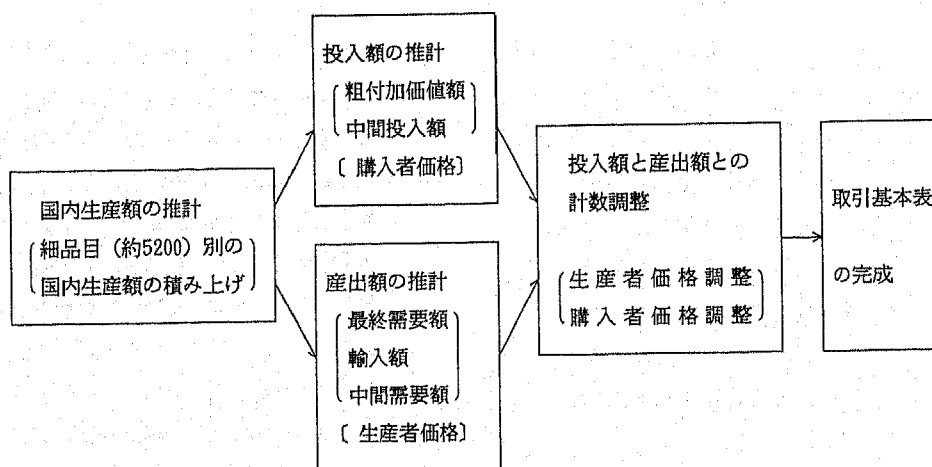 国内生産額の推計
細品目（約5200）別の
国内生産額の積み上げ
投入額の推計
粗付加価値額
中間投入額
〔 購入者価格〕
産出額の推計
最終需要額
輸入額
中間需要額
〔 生産者価格〕
投入額と産出額との
計数調整
生産者価格調整
購入者価格調整
取引基本表
の完成